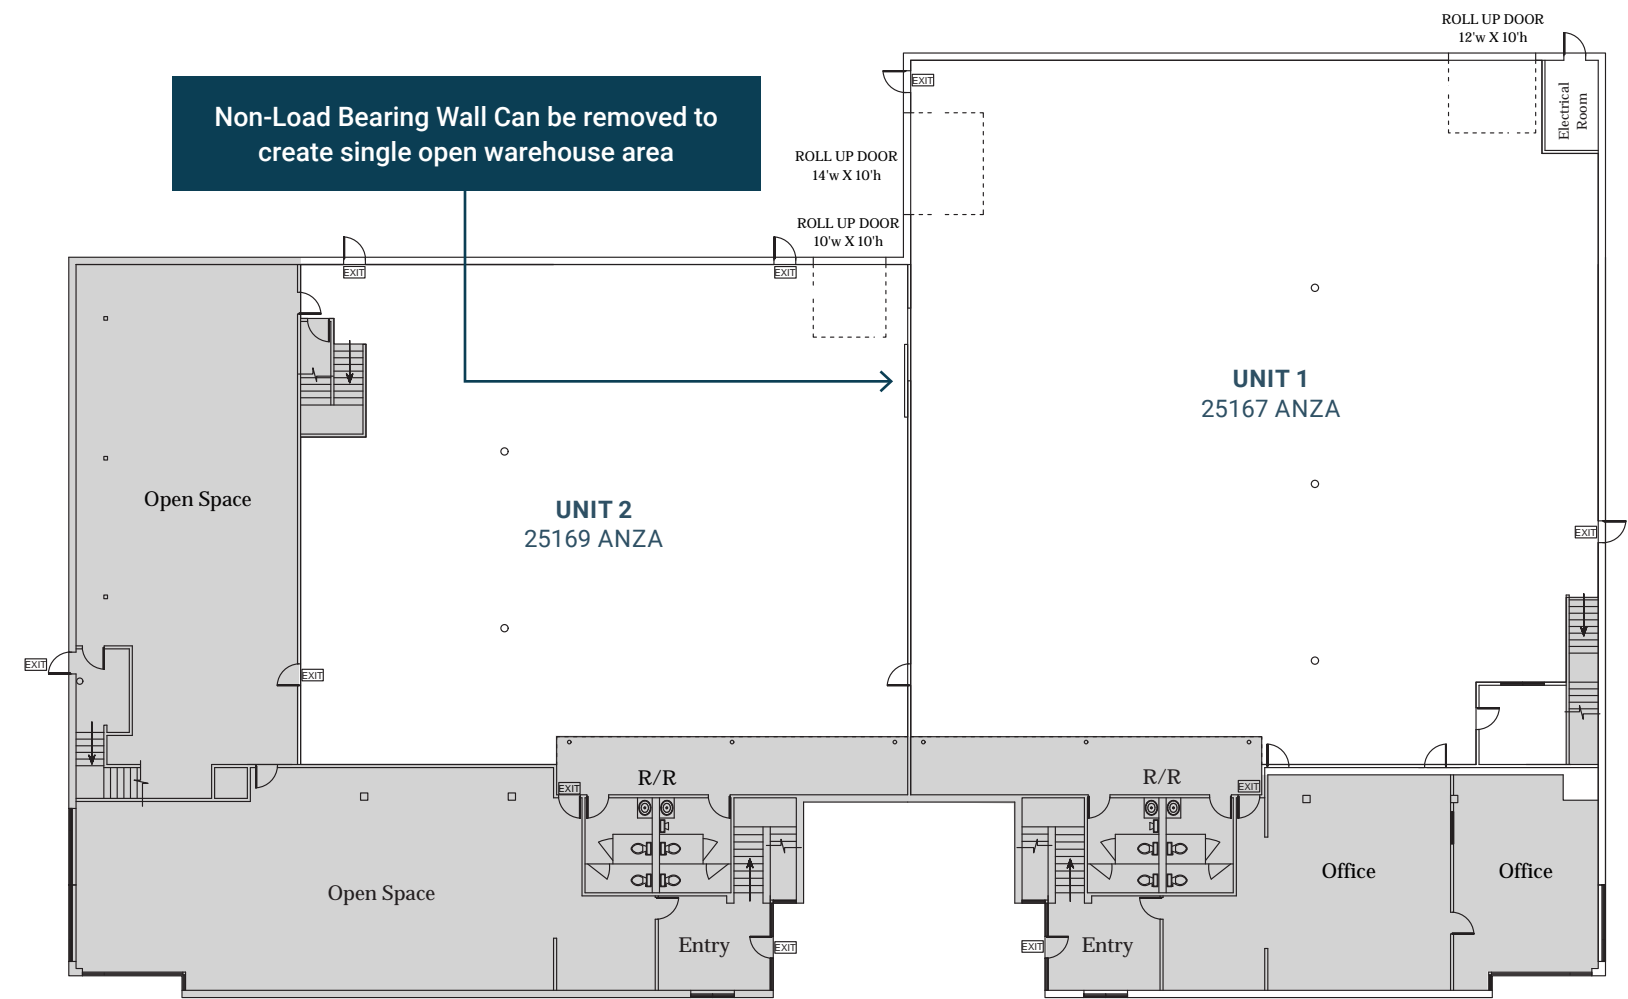 ROLL UP DOOR
12'w X 10'h
EXIT
Electrical
Room
Non-Load Bearing Wall Can be removed to
create single open warehouse area
ROLL UP DOOR
14'w X 10'h
ROLL UP DOOR
10'w X 10'h
EXIT
EXIT
UNIT 1
25167 ANZA
Open Space
UNIT 2
25169 ANZA
EXIT
EXIT
EXIT
R/R
R/R
EXIT
EXIT
Open Space
Office
Office
Entry
EXIT
EXIT
Entry